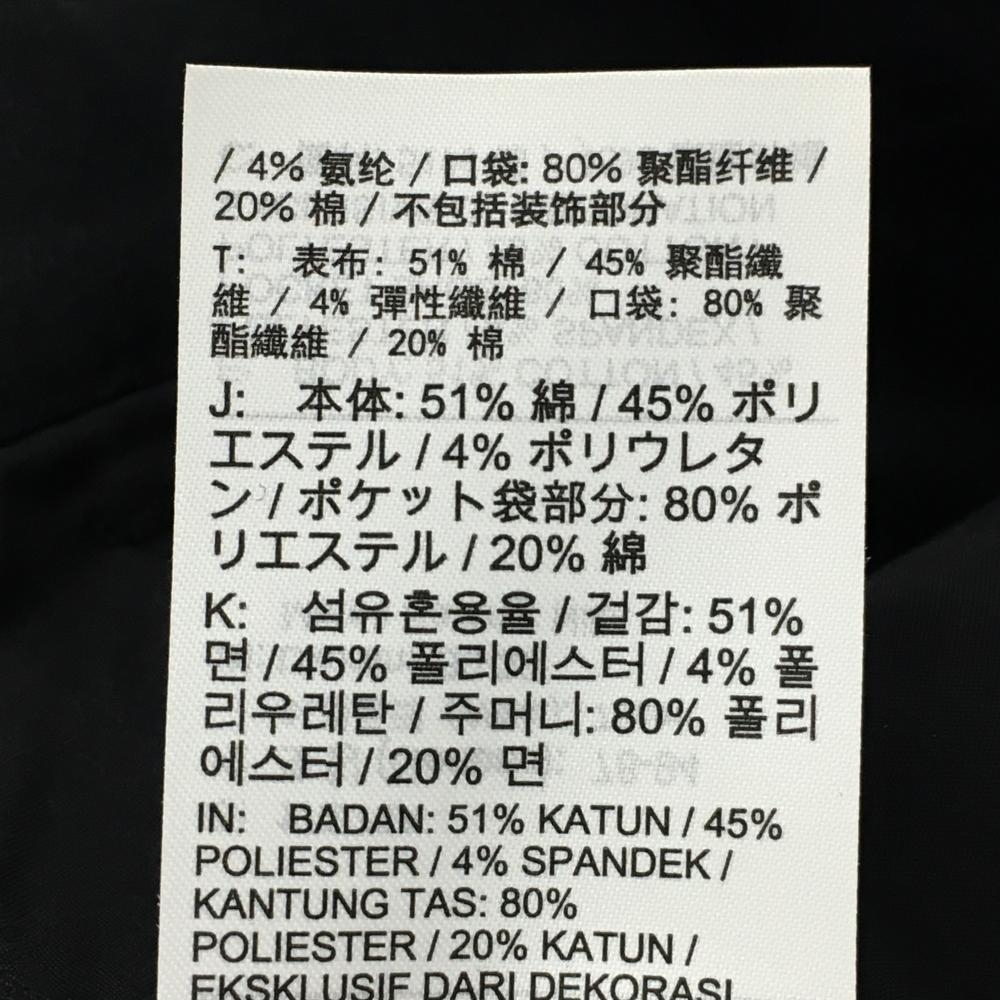 / 4% 氨纶 / 口袋: 80% 聚酯纤维 /
20% 棉 / 不包括装饰部分
T: 表布: 51% 棉 / 45% 聚酯纖
維 / 4% 彈性纖維 / 口袋: 80% 聚
酯纖維 / 20% 棉
J: 本体: 51% 綿 / 45% ポリ
エステル / 4% ポリウレタ
ン / ポケット袋部分: 80% ポ
リエステル / 20% 綿
K: 섬유혼용율 / 겉감: 51%
면 / 45% 폴리에스터 / 4% 폴
리우레탄 / 주머니: 80% 폴리
에스터 / 20% 면
IN: BADAN: 51% KATUN / 45%
POLIESTER / 4% SPANDEK /
KANTUNG TAS: 80%
POLIESTER / 20% KATUN /
EKSKLUSIF DARI DEKORASI